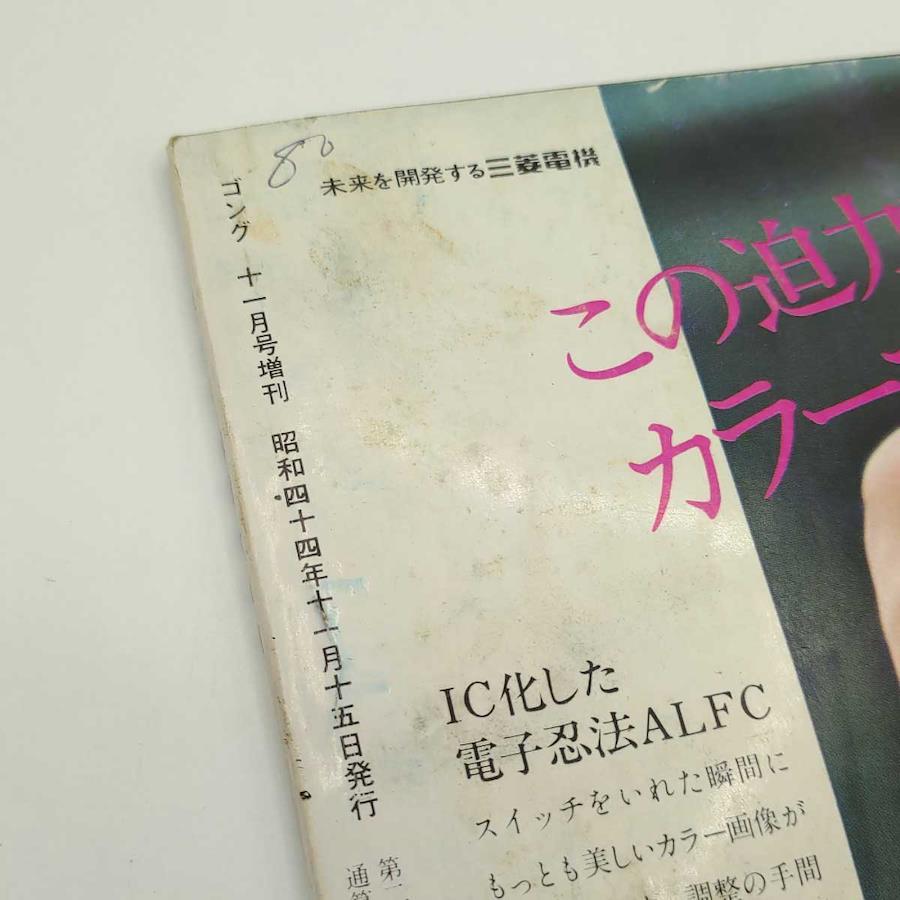 80
未来を開発する三菱電機
ゴング 十一月号増刊 昭和四十四年十一月十五日発行
この迫力
カラー
IC化した
電子忍法ALFC
スイッチをいれた瞬間に
もっとも美しいカラー画像が
調整の手間
第
通算